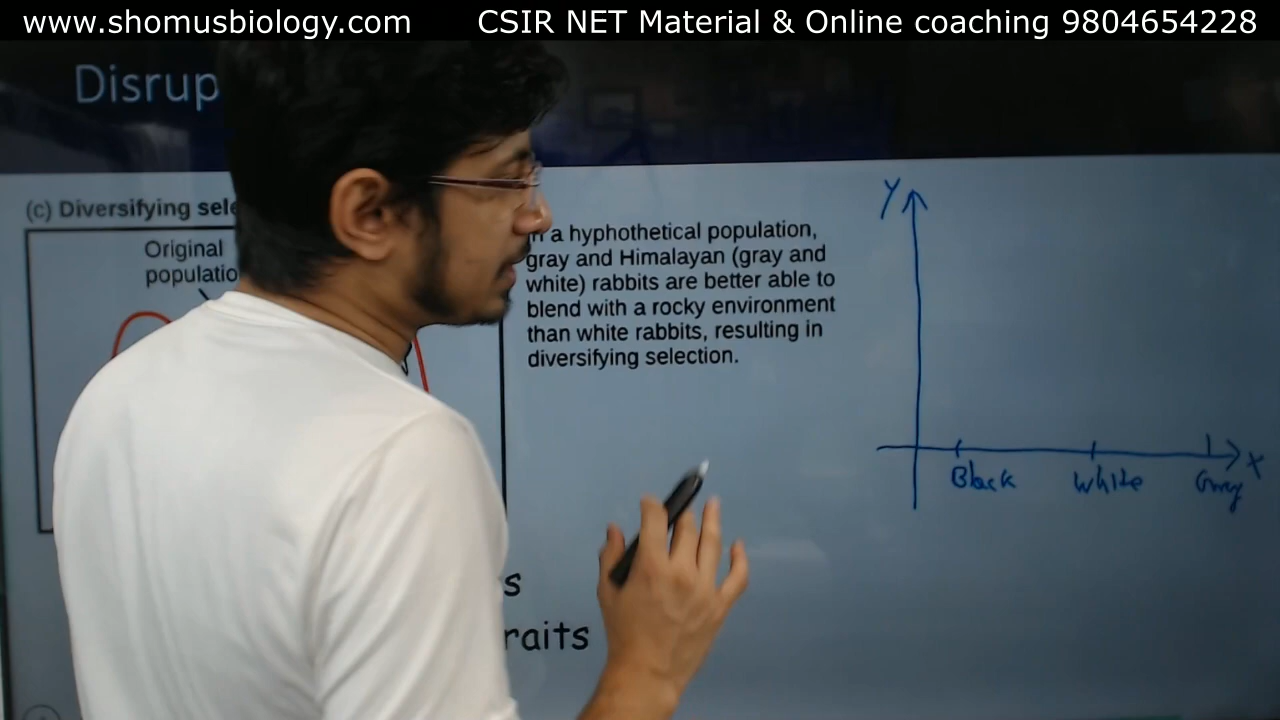 www.shomusbiology.com CSIR NET Material & Online coaching 9804654228
Disrup
(c) Diversifying sele
Original
populatio
n a hyphothetical population,
gray and Himalayan (gray and
white) rabbits are better able to
blend with a rocky environment
than white rabbits, resulting in
diversifying selection.
Y
X
Black White Gray
s
raits